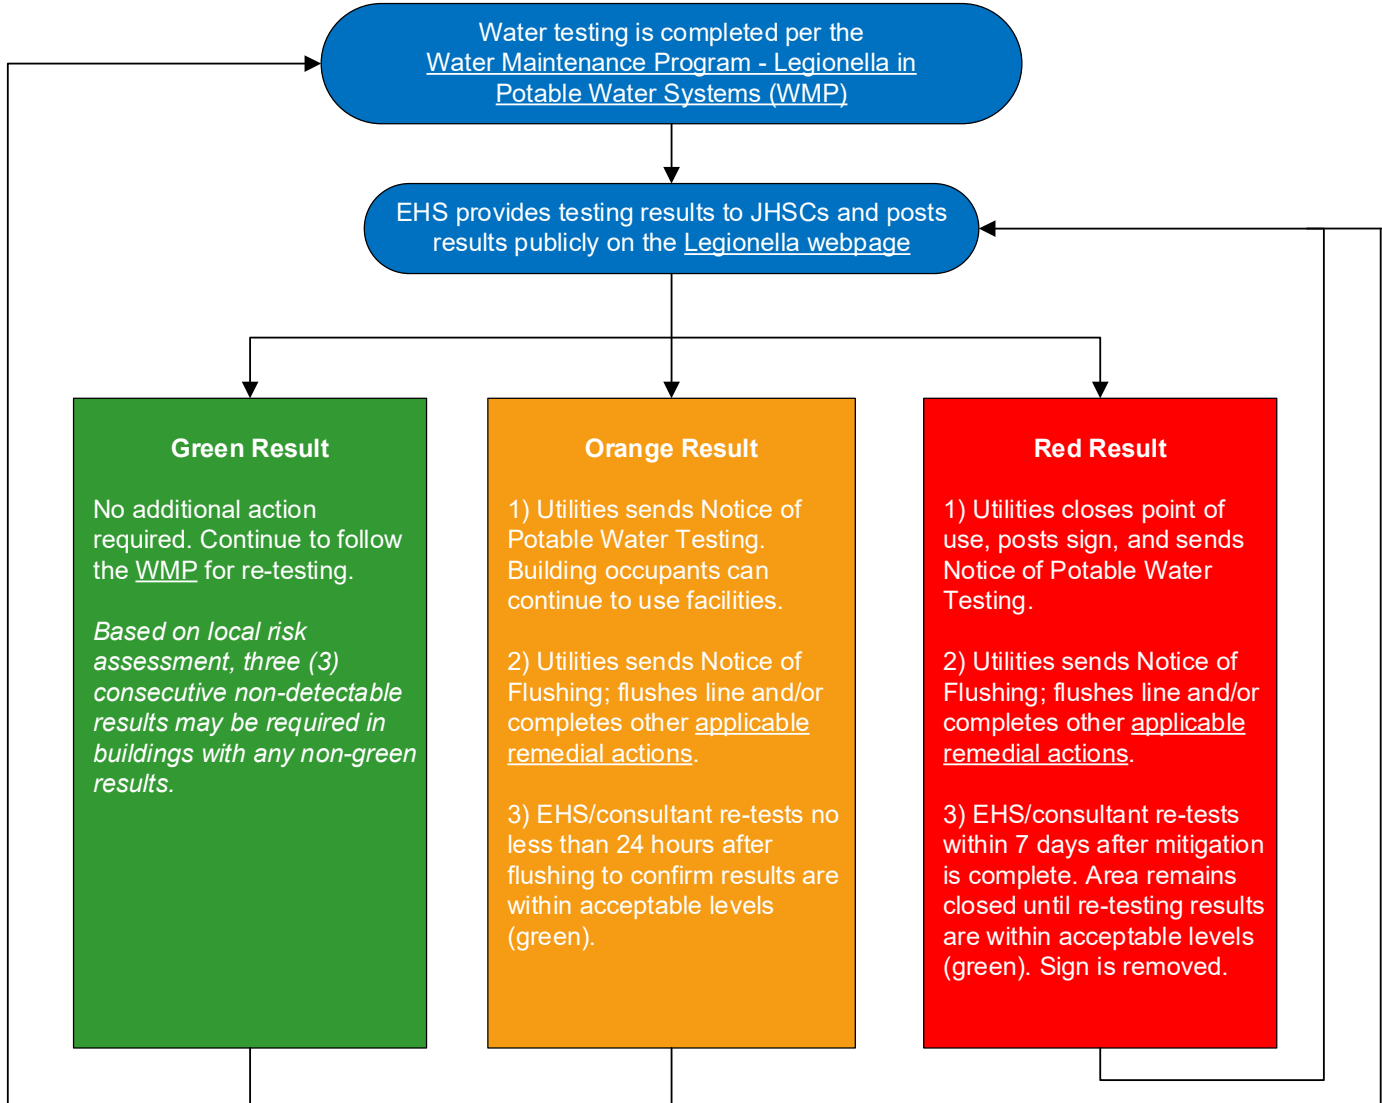 Water testing is completed per the
Water Maintenance Program - Legionella in
Potable Water Systems (WMP)
EHS provides testing results to JHSCs and posts
results publicly on the Legionella webpage
Green Result
No additional action
required. Continue to follow
the WMP for re-testing.
Based on local risk
assessment, three (3)
consecutive non-detectable
results may be required in
buildings with any non-green
results.
Orange Result
1) Utilities sends Notice of
Potable Water Testing.
Building occupants can
continue to use facilities.
2) Utilities sends Notice of
Flushing; flushes line and/or
completes other applicable
remedial actions.
3) EHS/consultant re-tests no
less than 24 hours after
flushing to confirm results are
within acceptable levels
(green).
Red Result
1) Utilities closes point of
use, posts sign, and sends
Notice of Potable Water
Testing.
2) Utilities sends Notice of
Flushing; flushes line and/or
completes other applicable
remedial actions.
3) EHS/consultant re-tests
within 7 days after mitigation
is complete. Area remains
closed until re-testing results
are within acceptable levels
(green). Sign is removed.